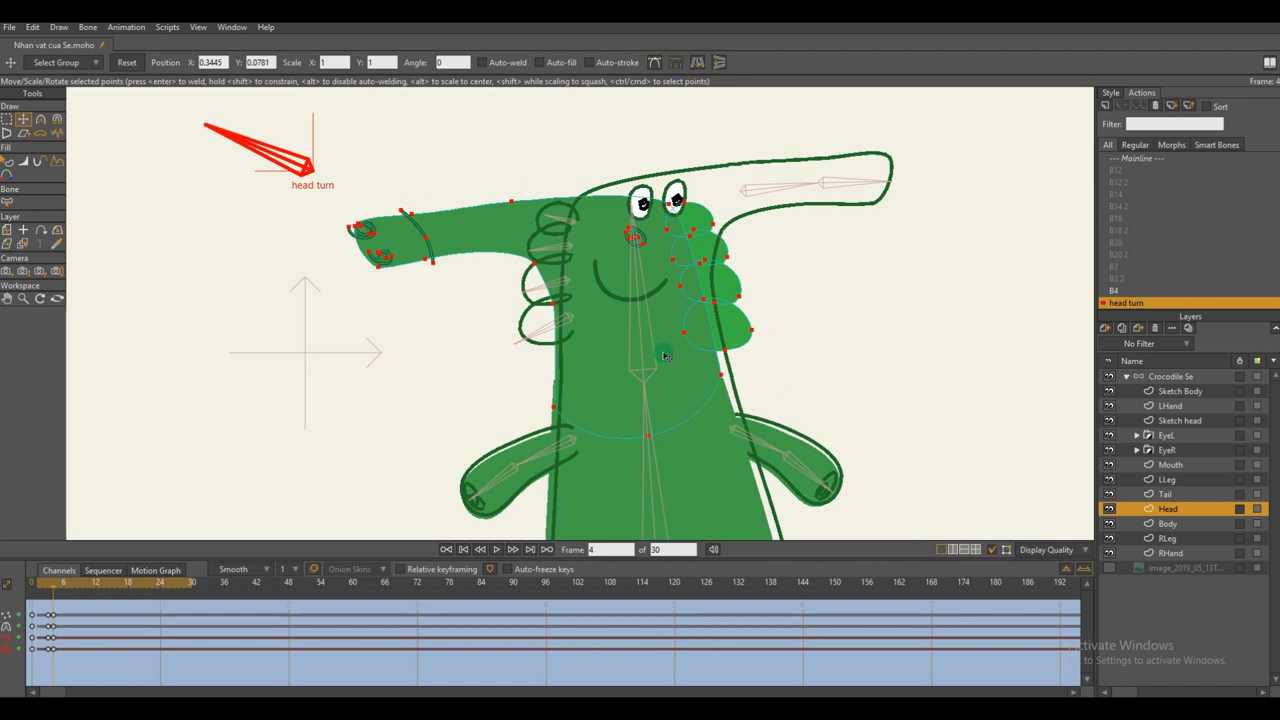 File Edit Draw Bone Animation Scripts View Window Help
Nhan vat cua Se.moho
Select Group Reset Position X: 0.3445 Y: 0.0781 Scale X: 1 Y: 1 Angle: 0 Auto-weld Auto-fill Auto-stroke
Move/Scale/Rotate selected points (press <enter> to weld, hold <shift> to constrain, <alt> to disable auto-welding, <alt> to scale to center, <shift> while scaling to squash, <ctrl/cmd> to select points)
Frame: 4
Tools
Draw
Fill
Bone
Layer
Camera
Workspace
head turn
Style Actions
Sort
Filter:
All Regular Morphs Smart Bones
--- Mainline ---
B12
B12 2
B14
B14 2
B18
B18 2
B20
B20 2
B3
B3 2
B4
head turn
Layers
No Filter
Name
Crocodile Se
Sketch Body
LHand
Sketch head
EyeL
EyeR
Mouth
LLeg
Tail
Head
Body
RLeg
RHand
image_2019_05_13T...
Frame 4 of 30 Display Quality
Channels Sequencer Motion Graph Smooth 1 Onion Skins Relative keyframing Auto-freeze keys
0 6 12 18 24 30 36 42 48 54 60 66 72 78 84 90 96 102 108 114 120 126 132 138 144 150 156 162 168 174 180 186 192
Activate Windows
to Settings to activate Windows.